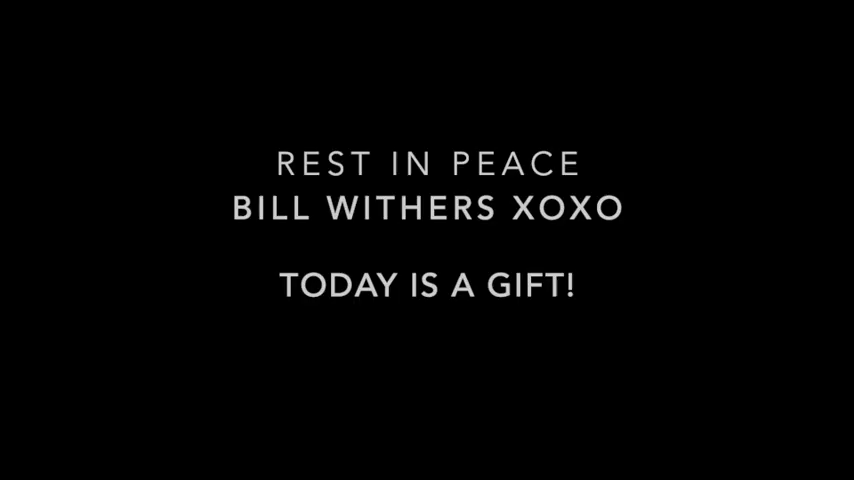 REST IN PEACE
BILL WITHERS XOXO
TODAY IS A GIFT!